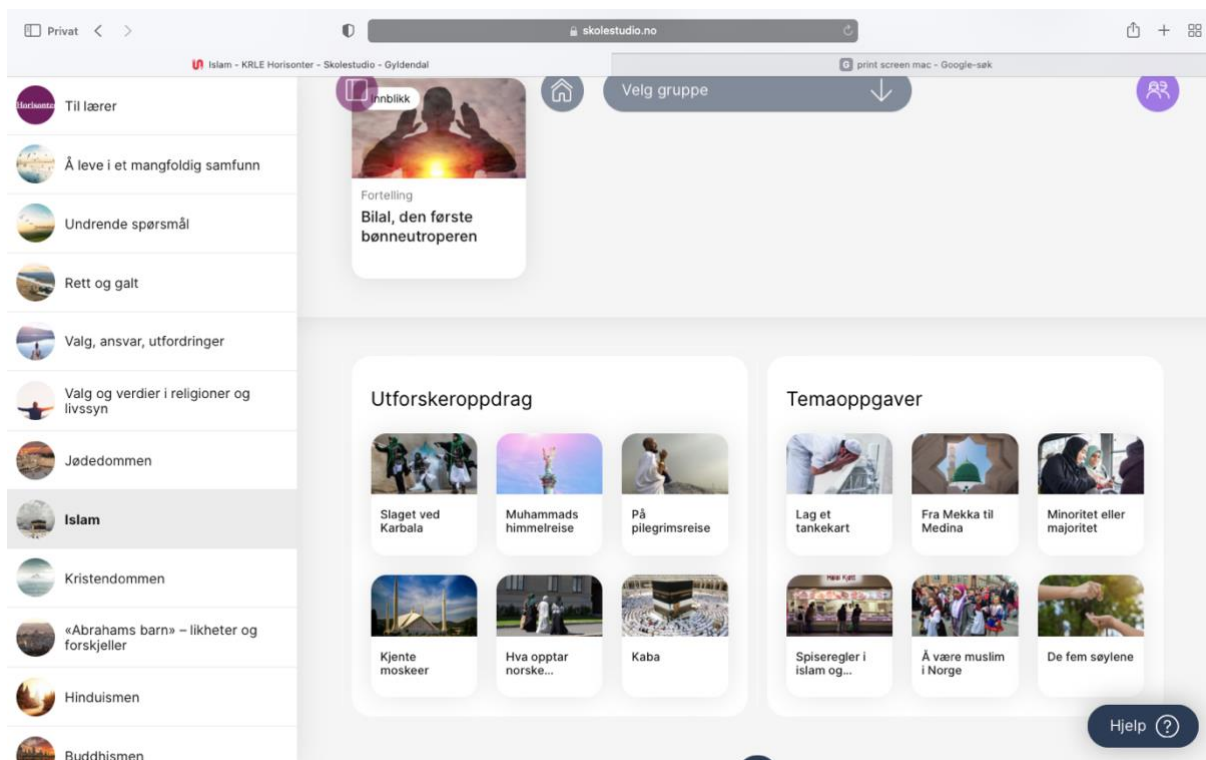 Privat
skolestudio.no
Islam - KRLE Horisonter - Skolestudio - Gyldendal
print screen mac - Google-søk
Horisonter
Til lærer
Å leve i et mangfoldig samfunn
Undrende spørsmål
Rett og galt
Valg, ansvar, utfordringer
Valg og verdier i religioner og
livssyn
Jødedommen
Islam
Kristendommen
«Abrahams barn» – likheter og
forskjeller
Hinduismen
Buddhismen
Innblikk
Velg gruppe
Fortelling
Bilal, den første
bønneutroperen
Utforskeroppdrag
Slaget ved
Karbala
Muhammads
himmelreise
På
pilegrimsreise
Kjente
moskeer
Hva opptar
norske...
Kaba
Temaoppgaver
Lag et
tankekart
Fra Mekka til
Medina
Minoritet eller
majoritet
Spiseregler i
islam og...
Å være muslim
i Norge
De fem søylene
Hjelp ?